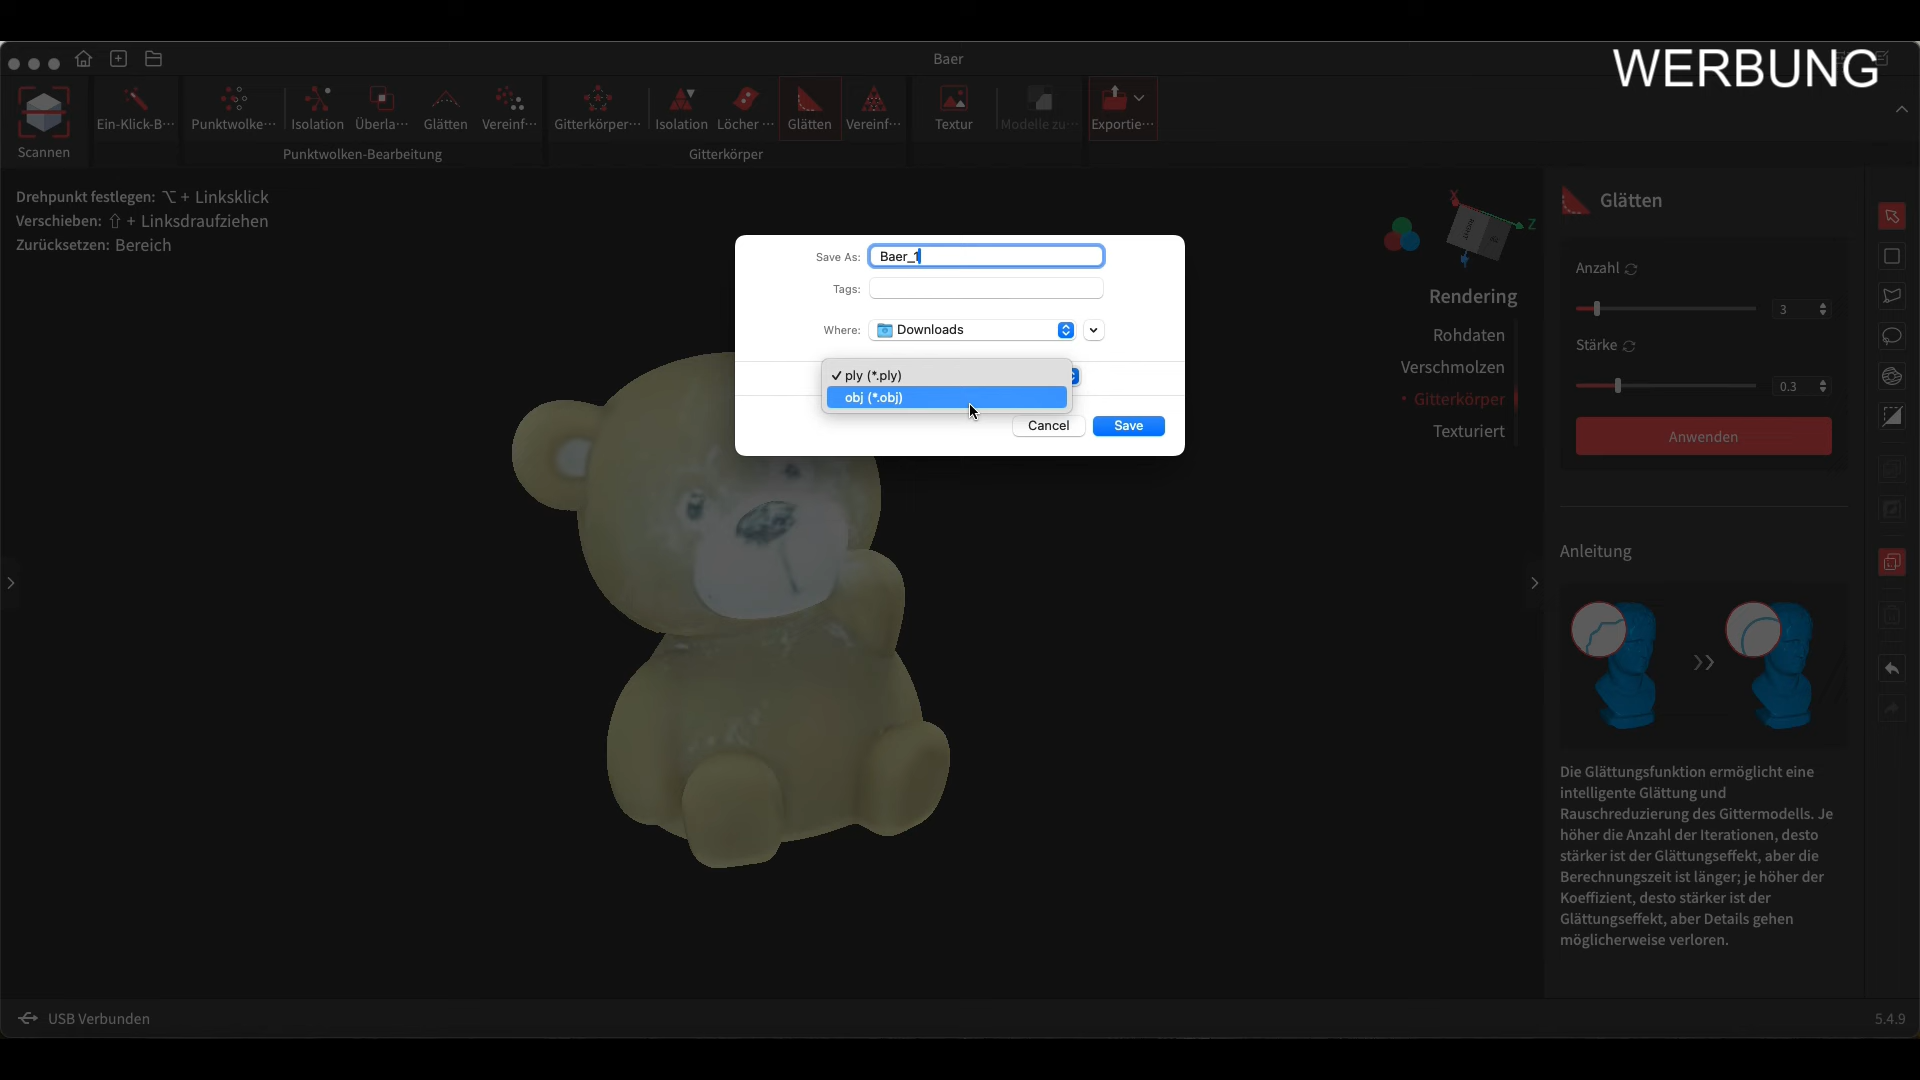 Baer
WERBUNG
Scannen
Ein-Klick-B···
Punktwolke···
Isolation
Überla···
Glätten
Vereinf···
Punktwolken-Bearbeitung
Gitterkörper···
Isolation
Löcher ···
Glätten
Vereinf···
Gitterkörper
Textur
Modelle zu···
Exportie···
Drehpunkt festlegen: ⌥ + Linksklick
Verschieben: ⇧ + Linksdraufziehen
Zurücksetzen: Bereich
Save As: Baer_1
Tags:
Where: Downloads
✓ ply (*.ply)
obj (*.obj)
Cancel
Save
X
Z
Rendering
Rohdaten
Verschmolzen
• Gitterkörper
Texturiert
Glätten
Anzahl
3
Stärke
0.3
Anwenden
Anleitung
Die Glättungsfunktion ermöglicht eine
intelligente Glättung und
Rauschreduzierung des Gittermodells. Je
höher die Anzahl der Iterationen, desto
stärker ist der Glättungseffekt, aber die
Berechnungszeit ist länger; je höher der
Koeffizient, desto stärker ist der
Glättungseffekt, aber Details gehen
möglicherweise verloren.
USB Verbunden
5.4.9